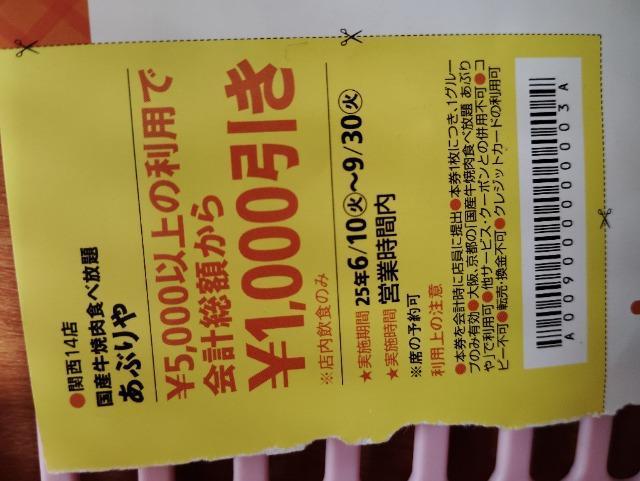 ●関西14店
国産牛焼肉食べ放題
あぶりや
¥5,000以上の利用で
会計総額から
¥1,000引き
※店内飲食のみ
★実施期間 25年6/10㊋～9/30㊋
★実施時間 営業時間内
※席の予約可
利用上の注意
●本券を会計時に店員に提出●本券1枚につき、1グルー
プのみ有効●大阪、京都の「国産牛焼肉食べ放題 あぶり
や」で利用可●他サービス・クーポンとの併用不可●コ
ピー不可●転売・換金不可●クレジットカードの利用可
A009000000003A